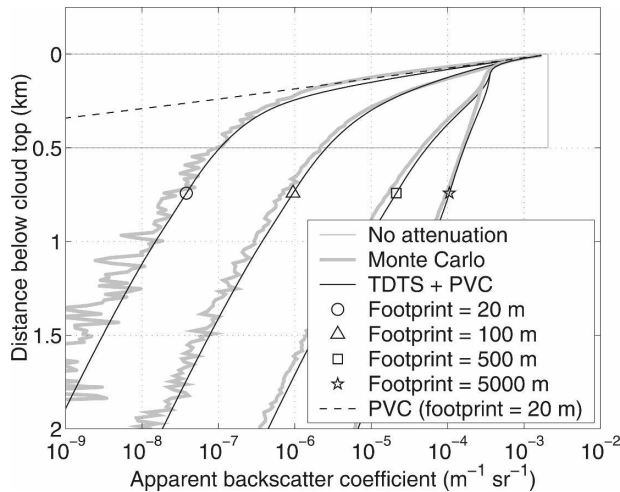 0
0.5
1
1.5
2
Distance below cloud top (km)
No attenuation
Monte Carlo
TDTS + PVC
Footprint = 20 m
Footprint = 100 m
Footprint = 500 m
Footprint = 5000 m
PVC (footprint = 20 m)
10⁻⁹ 10⁻⁸ 10⁻⁷ 10⁻⁶ 10⁻⁵ 10⁻⁴ 10⁻³ 10⁻²
Apparent backscatter coefficient (m⁻¹ sr⁻¹)